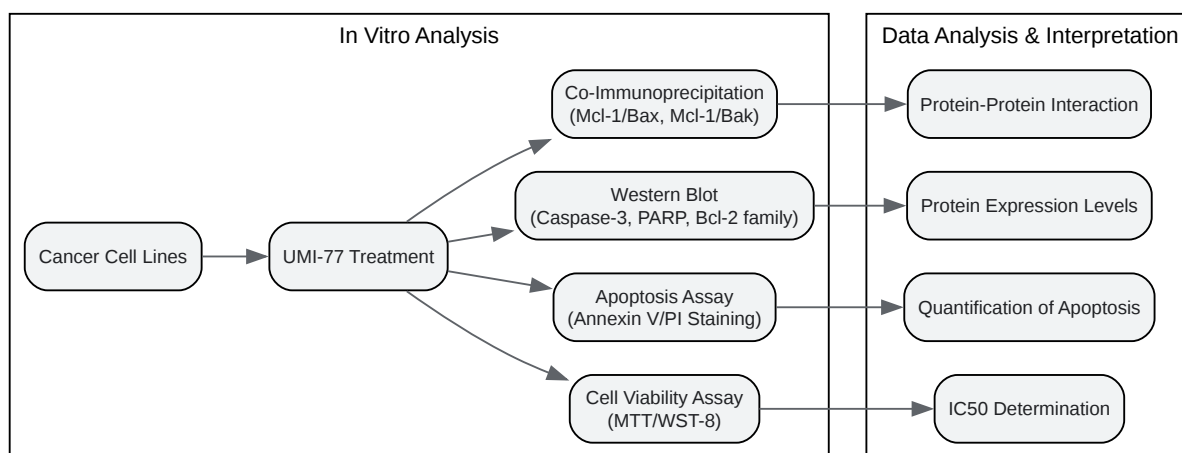 In Vitro Analysis
Data Analysis & Interpretation
Co-Immunoprecipitation
(Mcl-1/Bax, Mcl-1/Bak)
Protein-Protein Interaction
Western Blot
(Caspase-3, PARP, Bcl-2 family)
Protein Expression Levels
Cancer Cell Lines
UMI-77 Treatment
Apoptosis Assay
(Annexin V/PI Staining)
Quantification of Apoptosis
Cell Viability Assay
(MTT/WST-8)
IC50 Determination